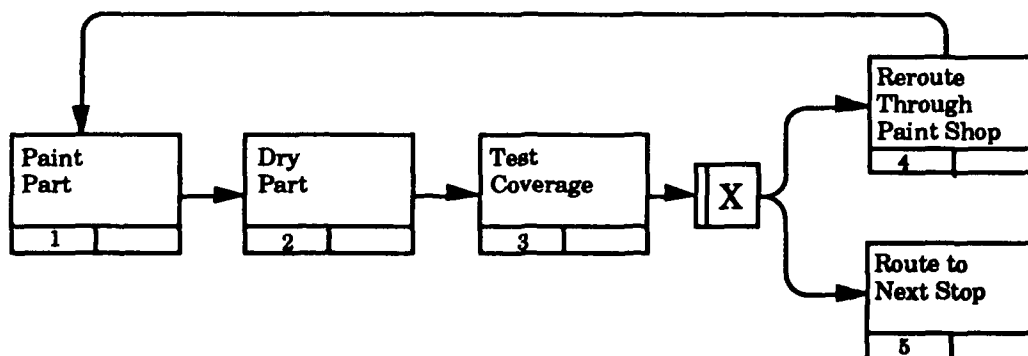 Paint
Part
1
Dry
Part
2
Test
Coverage
3
X
Reroute
Through
Paint Shop
4
Route to
Next Stop
5